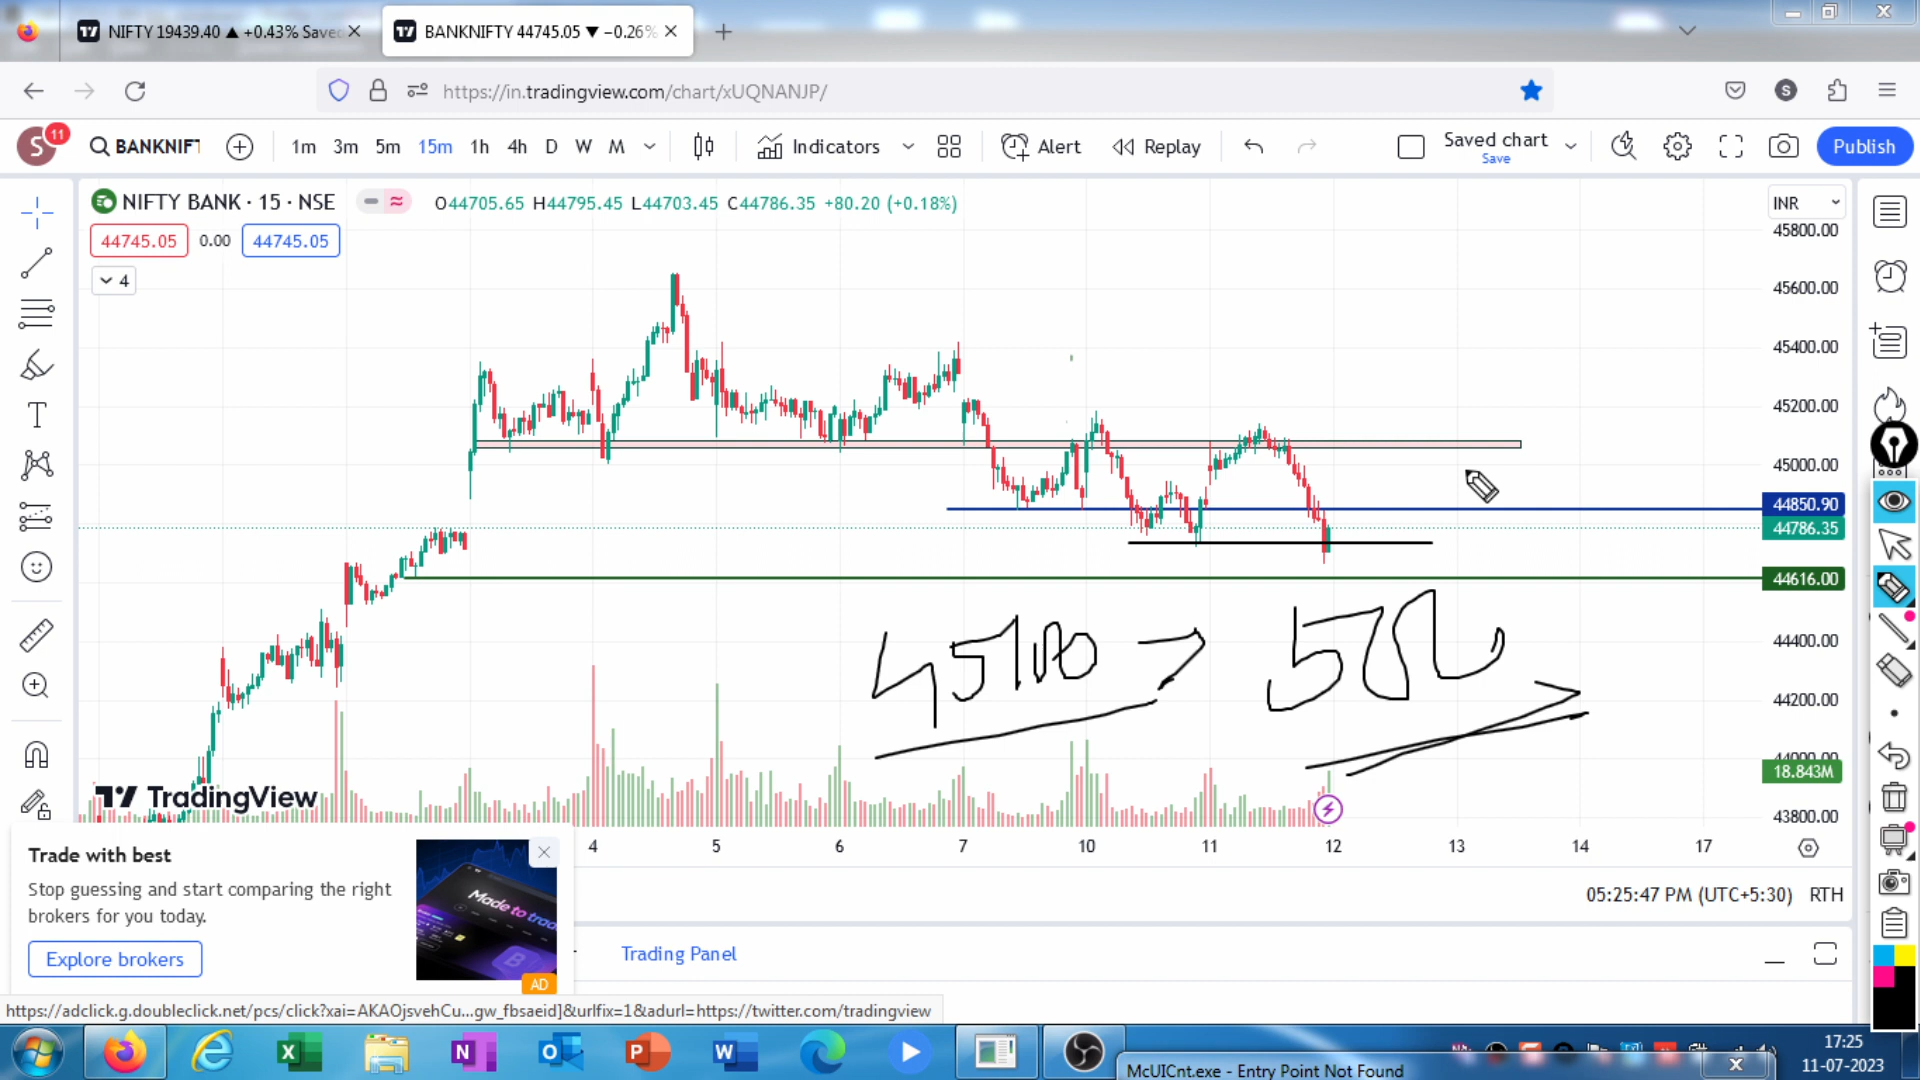 NIFTY 19439.40 ▲ +0.43% Save
BANKNIFTY 44745.05 ▼ −0.26%
https://in.tradingview.com/chart/xUQNANJP/
S
S 11
BANKNIFT
1m 3m 5m 15m 1h 4h D W M
Indicators
Alert
Replay
Saved chart
Save
Publish
NIFTY BANK · 15 · NSE
O44705.65 H44795.45 L44703.45 C44786.35 +80.20 (+0.18%)
INR
44745.05 0.00 44745.05
4
45800.00
45600.00
45400.00
45200.00
45000.00
44850.90
44786.35
44616.00
44400.00
44200.00
44000.00
18.843M
43800.00
45100
TradingView
4 5 6 7 10 11 12 13 14 17
Trade with best
Stop guessing and start comparing the right
brokers for you today.
Explore brokers
Made to trad
AD
05:25:47 PM (UTC+5:30) RTH
Trading Panel
https://adclick.g.doubleclick.net/pcs/click?xai=AKAOjsvehCu...gw_fbsaeid]&urlfix=1&adurl=https://twitter.com/tradingview
McUICnt.exe - Entry Point Not Found
17:25
11-07-2023